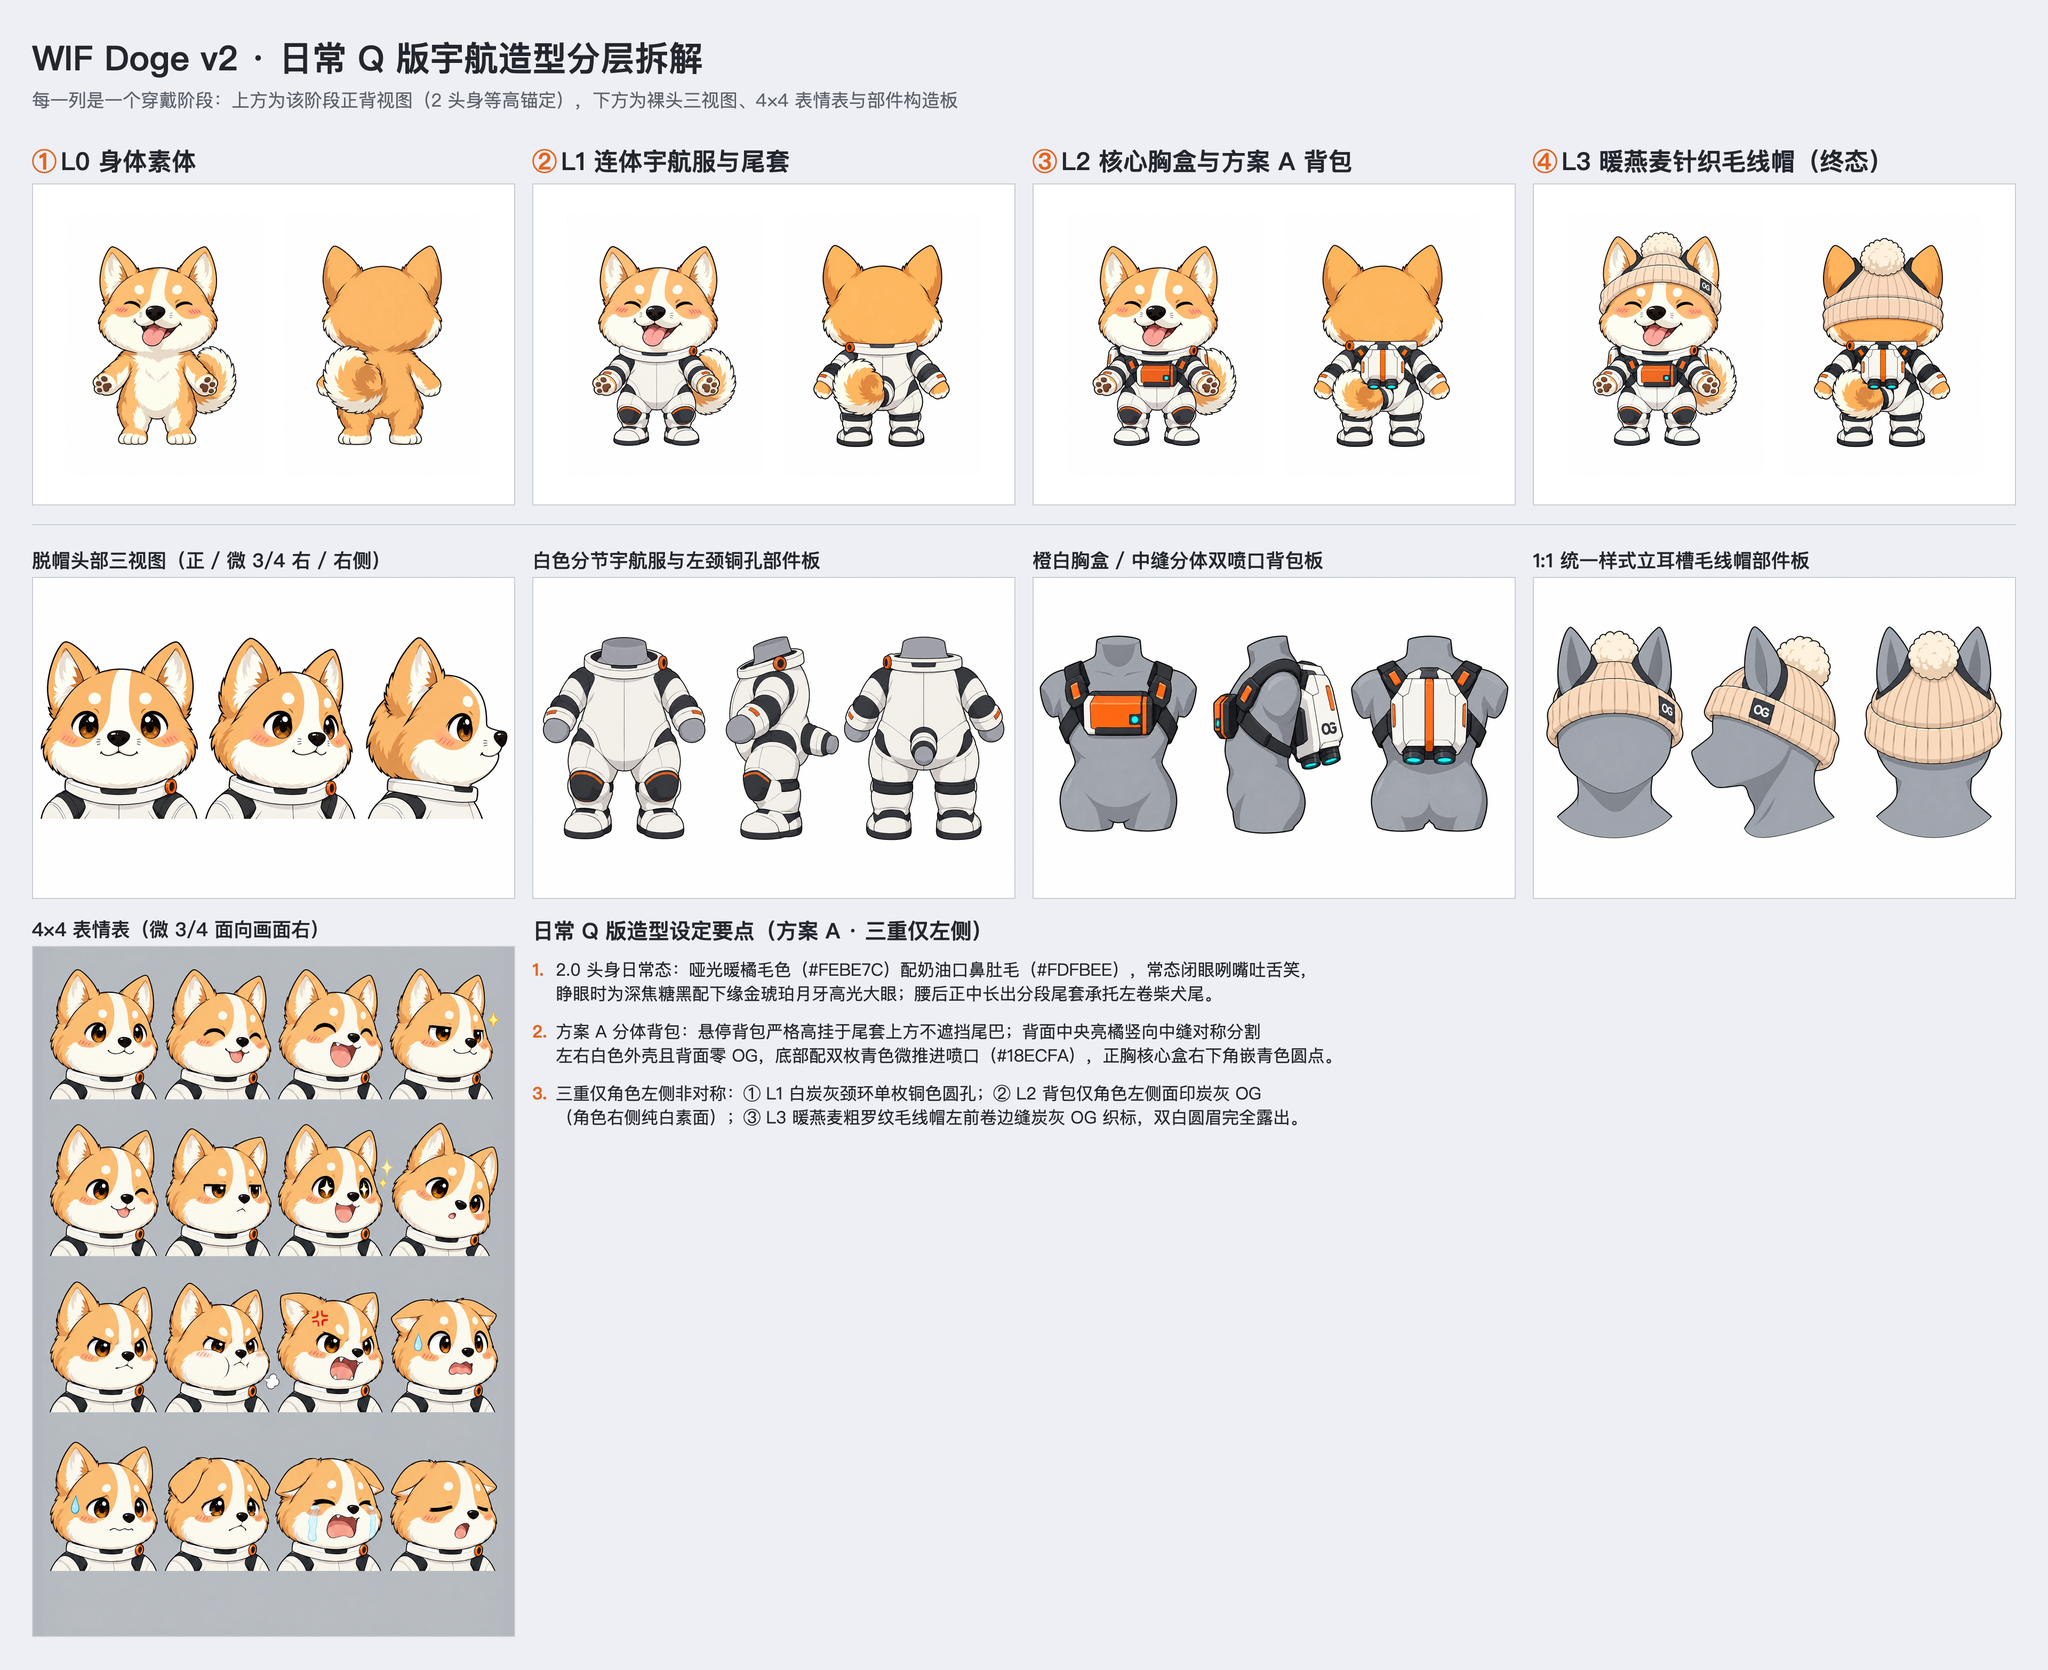 WIF Doge v2 · 日常 Q 版宇航造型分层拆解
每一列是一个穿戴阶段：上方为该阶段正背视图（2 头身等高锚定），下方为裸头三视图、4×4 表情表与部件构造板
① L0 身体素体
② L1 连体宇航服与尾套
③ L2 核心胸盒与方案 A 背包
④ L3 暖燕麦针织毛线帽（终态）
OG
脱帽头部三视图（正 / 微 3/4 右 / 右侧）
白色分节宇航服与左颈铜孔部件板
橙白胸盒 / 中缝分体双喷口背包板
1:1 统一样式立耳槽毛线帽部件板
OG
OG
OG
4×4 表情表（微 3/4 面向画面右）
日常 Q 版造型设定要点（方案 A · 三重仅左侧）
1. 2.0 头身日常态：哑光暖橘毛色（#FEBE7C）配奶油口鼻肚毛（#FDFBEE），常态闭眼咧嘴吐舌笑，
睁眼时为深焦糖黑配下缘金琥珀月牙高光大眼；腰后正中长出分段尾套承托左卷柴犬尾。
2. 方案 A 分体背包：悬停背包严格高挂于尾套上方不遮挡尾巴；背面中央亮橘竖向中缝对称分割
左右白色外壳且背面零 OG，底部配双枚青色微推进喷口（#18ECFA），正胸核心盒右下角嵌青色圆点。
3. 三重仅角色左侧非对称：① L1 白炭灰颈环单枚铜色圆孔；② L2 背包仅角色左侧面印炭灰 OG
（角色右侧纯白素面）；③ L3 暖燕麦粗罗纹毛线帽左前卷边缝炭灰 OG 织标，双白圆眉完全露出。